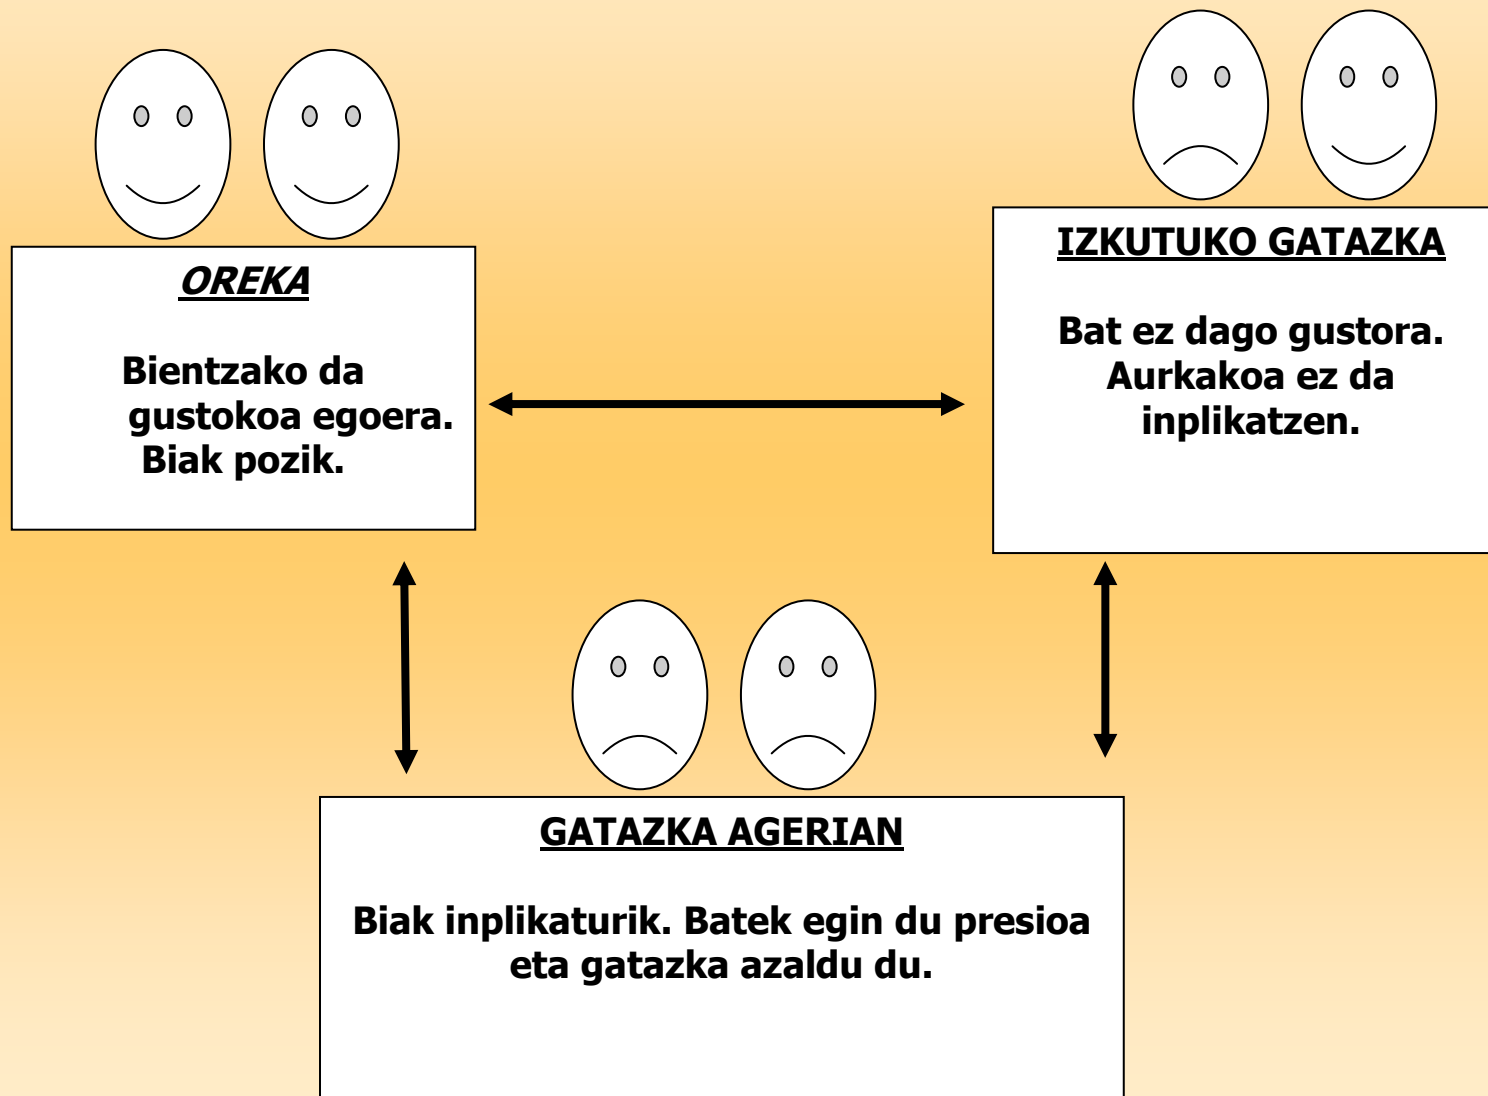 OREKA
Bientzako da
gustokoa egoera.
Biak pozik.
IZKUTUKO GATAZKA
Bat ez dago gustora.
Aurkakoa ez da
inplikatzen.
GATAZKA AGERIAN
Biak inplikaturik. Batek egin du presioa
eta gatazka azaldu du.